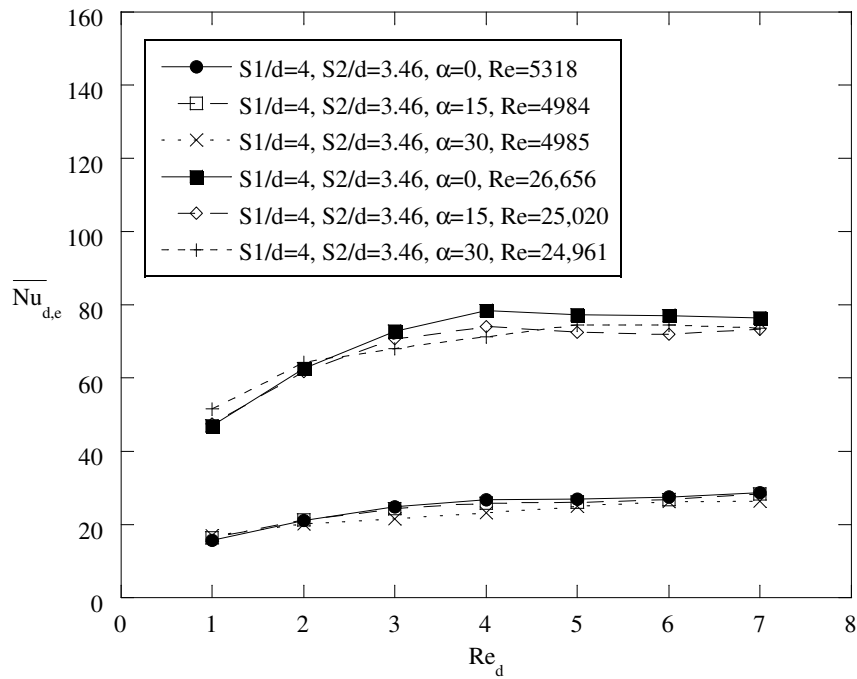 160
140
120
100
80
60
40
20
0
Nu d,e
S1/d=4, S2/d=3.46, α=0, Re=5318
S1/d=4, S2/d=3.46, α=15, Re=4984
S1/d=4, S2/d=3.46, α=30, Re=4985
S1/d=4, S2/d=3.46, α=0, Re=26,656
S1/d=4, S2/d=3.46, α=15, Re=25,020
S1/d=4, S2/d=3.46, α=30, Re=24,961
0 1 2 3 4 5 6 7 8
Re d